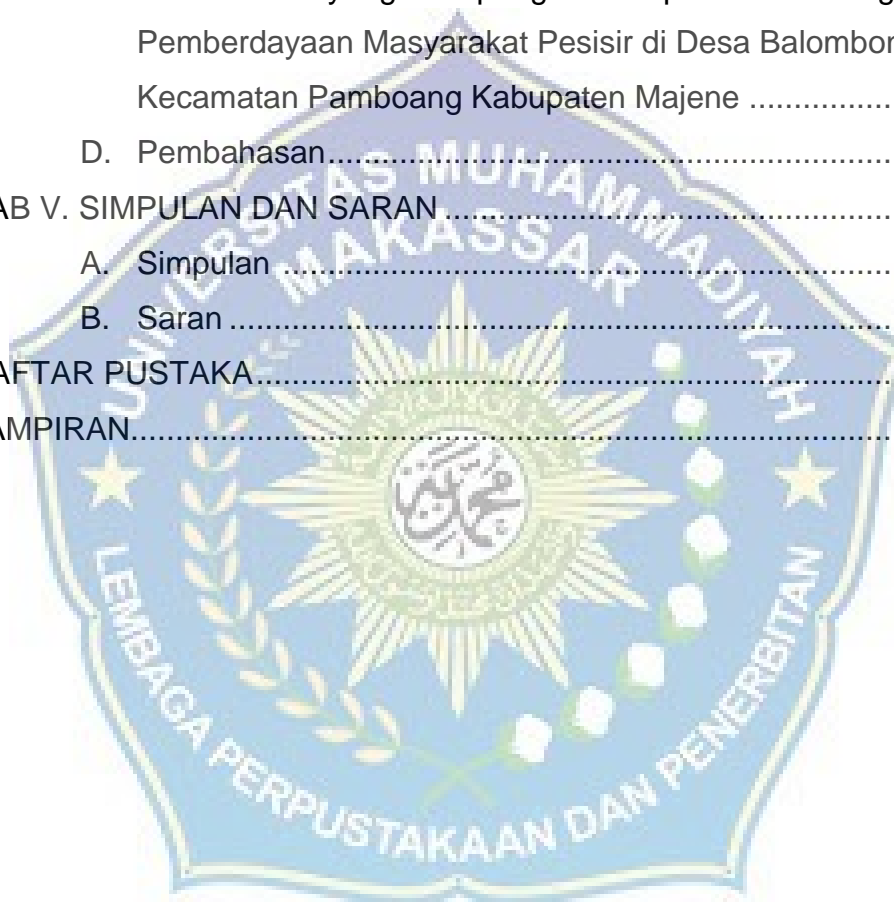 Pemberdayaan Masyarakat Pesisir di Desa Balombor
Kecamatan Pamboang Kabupaten Majene ................
D. Pembahasan
AB V. SIMPULAN DAN SARAN
A. Simpulan
B. Saran
AFTAR PUSTAKA
AMPIRAN
UNIVERSITAS MUHAMMADIYAH
MAKASSAR
LEMBAGA PERPUSTAKAAN DAN PENERBITAN